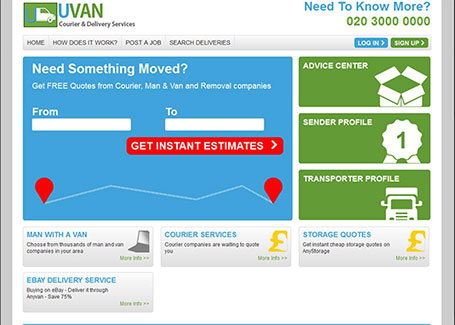 UVAN
Courier & Delivery Services
Need To Know More?
020 3000 0000
HOME HOW DOES IT WORK? POST A JOB SEARCH DELIVERIES
LOG IN SIGN UP
Need Something Moved?
Get FREE Quotes from Courier, Man & Van and Removal companies
From To
GET INSTANT ESTIMATES
ADVICE CENTER
SENDER PROFILE
1
TRANSPORTER PROFILE
MAN WITH A VAN
Choose from thousands of man and van
companies in your area
More Info >>
COURIER SERVICES
Courier companies are waiting to quote
you
£
More Info >>
STORAGE QUOTES
Get instant cheap storage quotes on
AnyStorage
£
More Info >>
EBAY DELIVERY SERVICE
Buying on eBay - Deliver it through
Anyvan - Save 75%
More Info >>